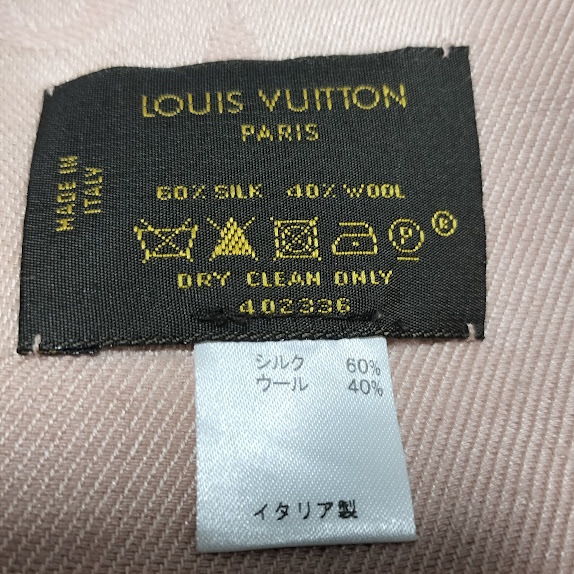 LOUIS VUITTON
PARIS
MADE IN
ITALY
60% SILK 40% WOOL
P
®
DRY CLEAN ONLY
402336
シルク 60%
ウール 40%
イタリア製